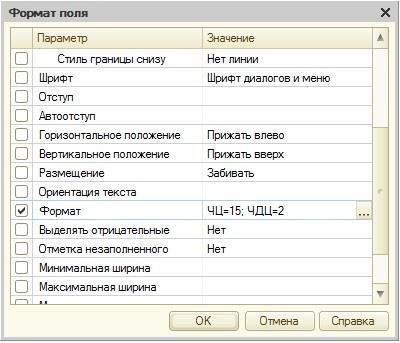 Формат поля
Параметр Значение
Стиль границы снизу Нет линии
Шрифт Шрифт диалогов и меню
Отступ
Автоотступ
Горизонтальное положение Прижать влево
Вертикальное положение Прижать вверх
Размещение Забивать
Ориентация текста
Формат ЧЦ=15; ЧДЦ=2 ...
Выделять отрицательные Нет
Отметка незаполненного Нет
Минимальная ширина
Максимальная ширина
OK Отмена Справка